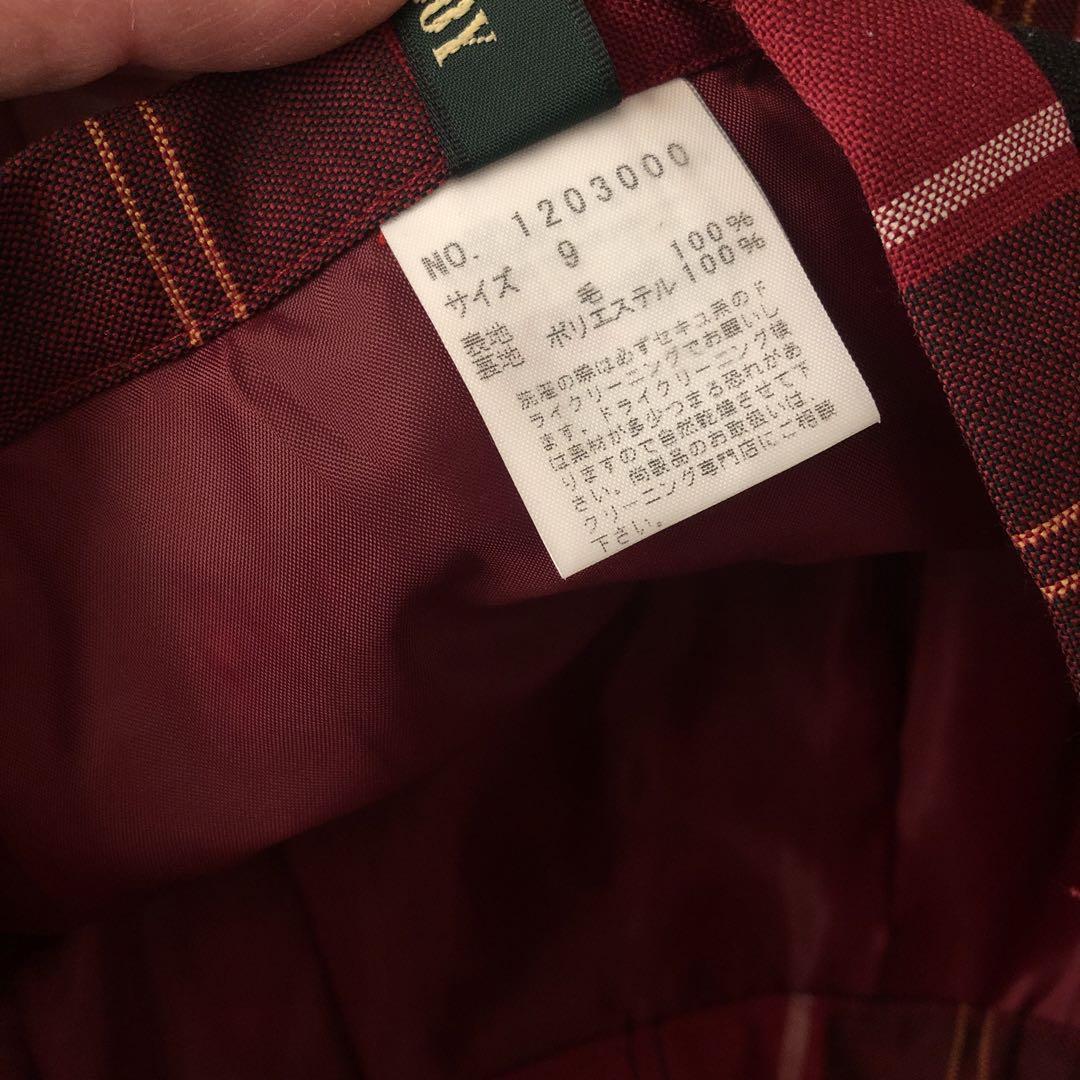 NO. 1203000
サイズ 9
表地 毛 100%
裏地 ポリエステル 100%
洗濯の際は必ずセキユ系のド
ライクリーニングでお願いし
ます。ドライクリーニング後
は素材が多少つまる恐れがあ
りますので自然乾燥させて下
さい。尚製品のお取扱いは、
クリーニング専門店にご相談
下さい。